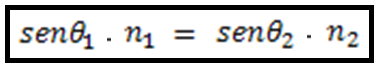 senθ₁ . n₁ = senθ₂ . n₂